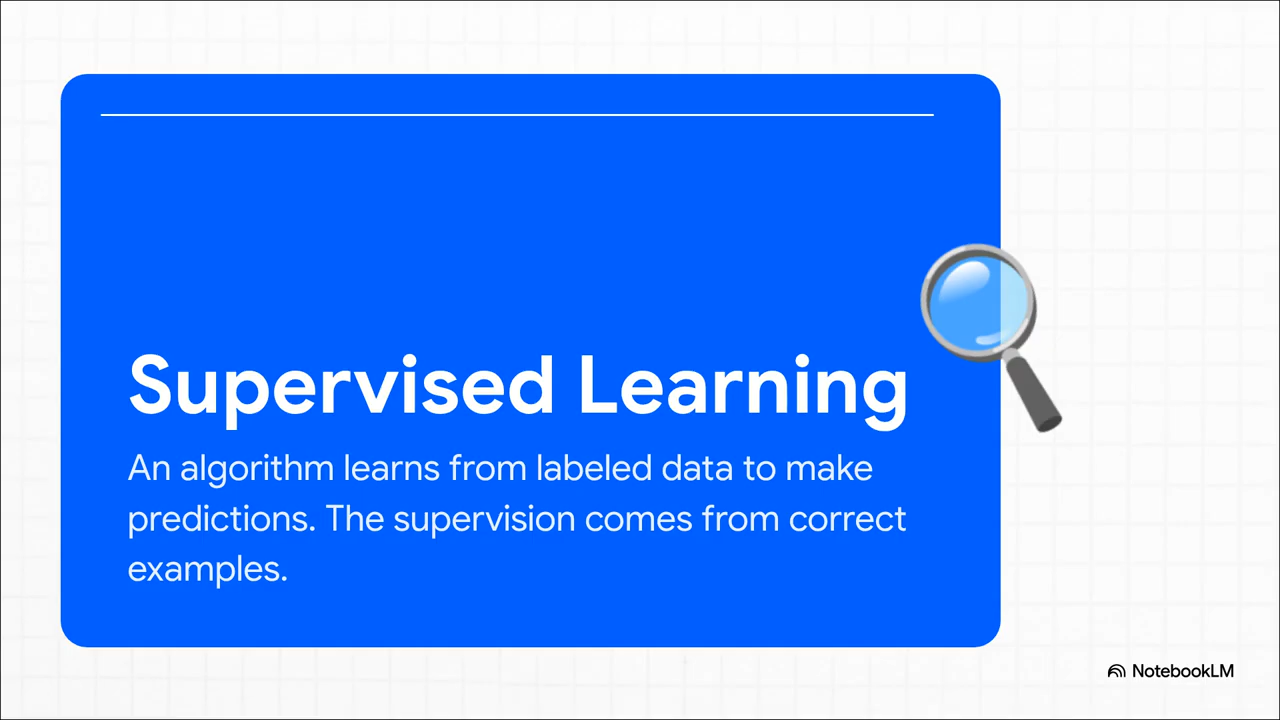 Supervised Learning
An algorithm learns from labeled data to make
predictions. The supervision comes from correct
examples.
NotebookLM